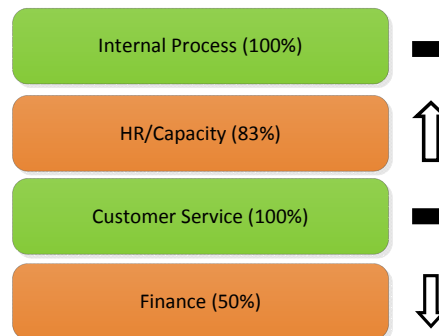 Internal Process (100%)
HR/Capacity (83%)
Customer Service (100%)
Finance (50%)